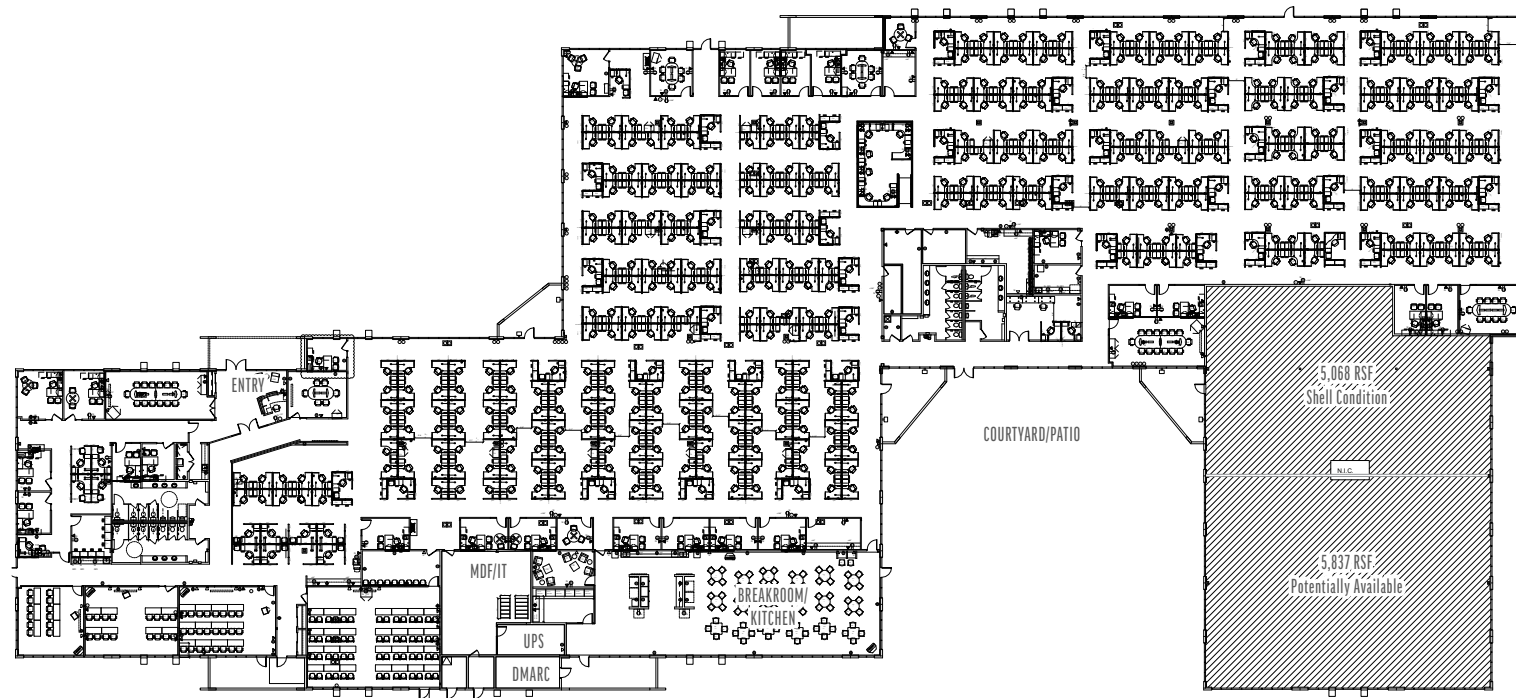 ENTRY
5,068 RSF
Shell Condition
COURTYARD/PATIO
N.I.C.
MDF/IT
5,837 RSF
Potentially Available
BREAKROOM/
KITCHEN
UPS
DMARC